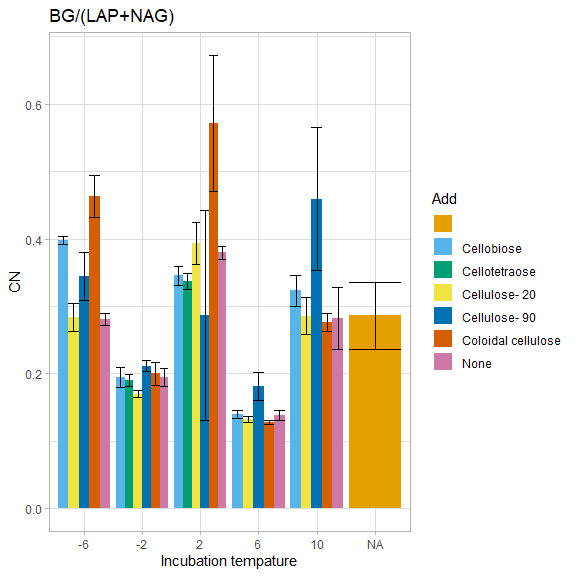 BG/(LAP+NAG)
CN
0.6
0.4
0.2
0.0
-6
-2
2
6
10
NA
Incubation tempature
Add
Cellobiose
Cellotetraose
Cellulose- 20
Cellulose- 90
Coloidal cellulose
None